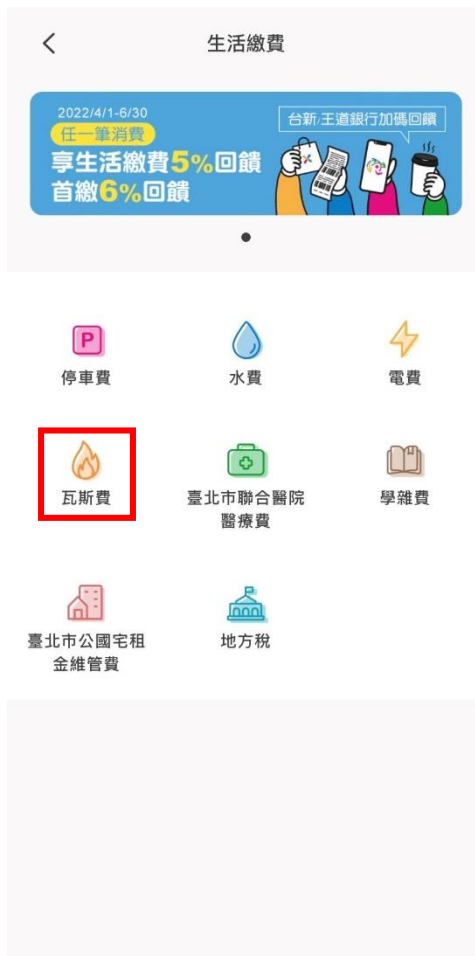 生活繳費
2022/4/1-6/30
任一筆消費
享生活繳費5%回饋
首繳6%回饋
台新/王道銀行加碼回饋
P
停車費
水費
電費
瓦斯費
臺北市聯合醫院
醫療費
學雜費
臺北市公國宅租
金維管費
地方稅